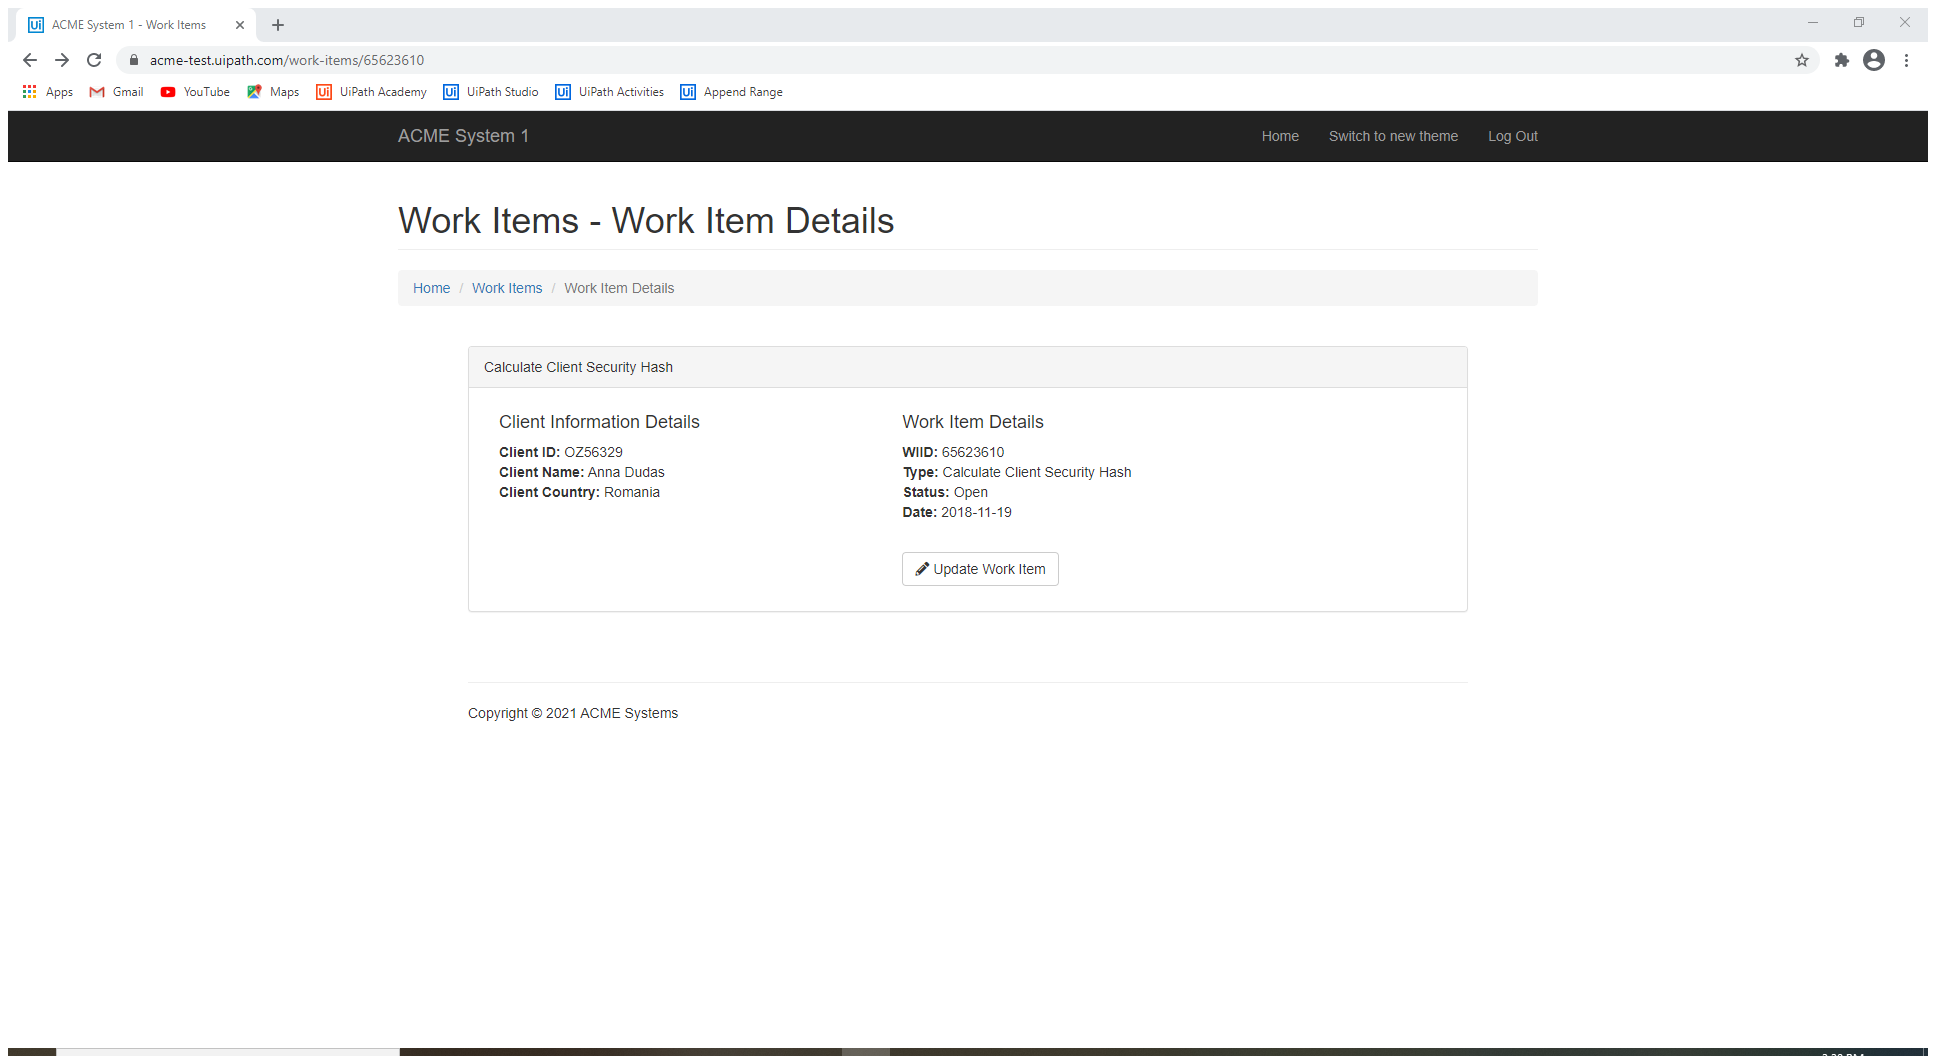 ACME System 1 - Work Items
acme-test.uipath.com/work-items/65623610
Apps Gmail YouTube Maps UiPath Academy UiPath Studio UiPath Activities Append Range
ACME System 1 Home Switch to new theme Log Out
Work Items - Work Item Details
Home / Work Items / Work Item Details
Calculate Client Security Hash
Client Information Details
Client ID: OZ56329
Client Name: Anna Dudas
Client Country: Romania
Work Item Details
WIID: 65623610
Type: Calculate Client Security Hash
Status: Open
Date: 2018-11-19
Update Work Item
Copyright © 2021 ACME Systems